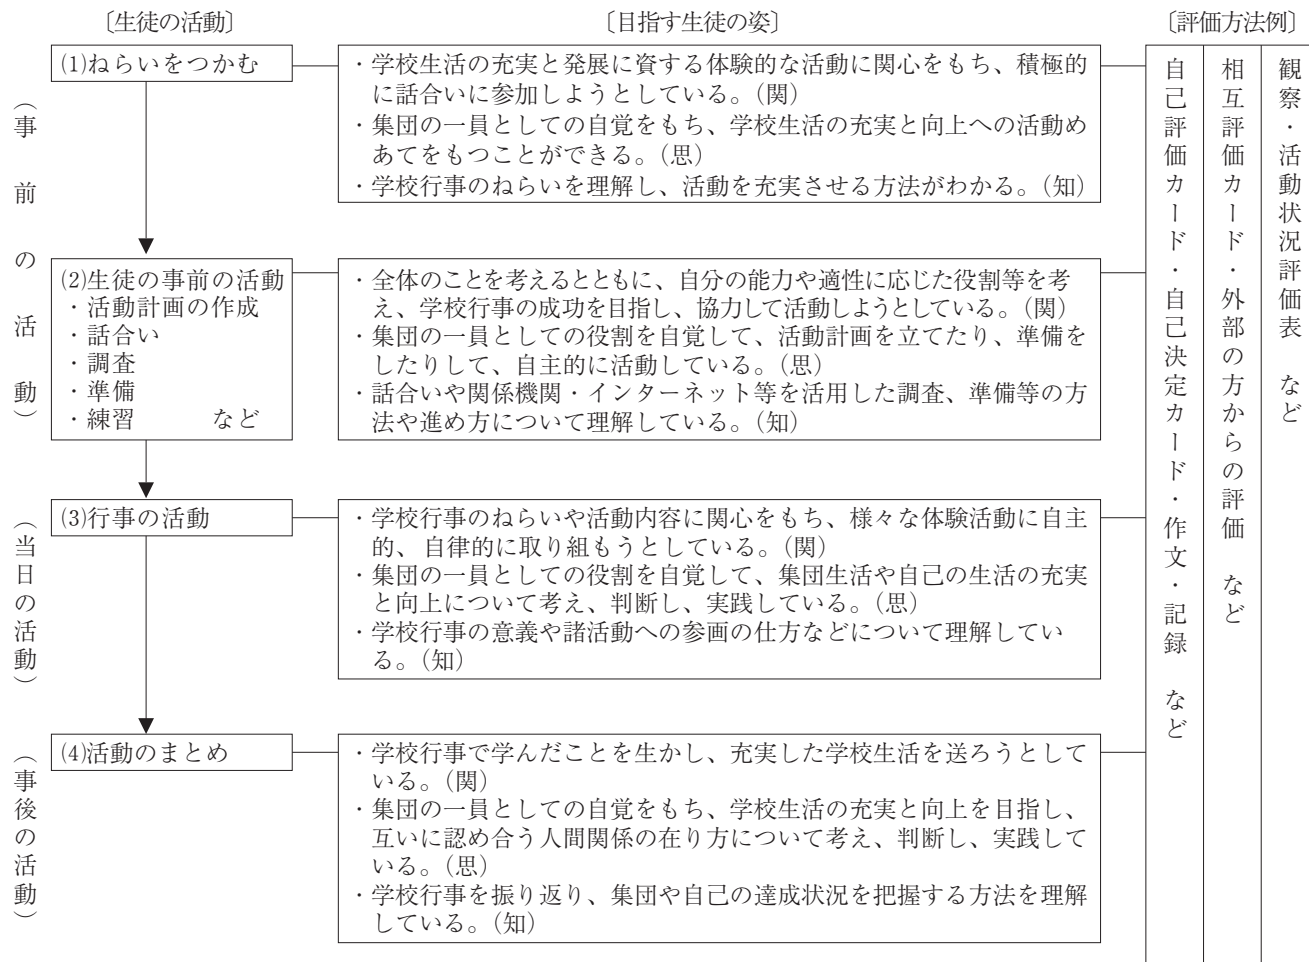 〔生徒の活動〕
〔目指す生徒の姿〕
〔評価方法例〕
(事前の活動)
(1)ねらいをつかむ
・学校生活の充実と発展に資する体験的な活動に関心をもち、積極的
に話合いに参加しようとしている。(関)
・集団の一員としての自覚をもち、学校生活の充実と向上への活動め
あてをもつことができる。(思)
・学校行事のねらいを理解し、活動を充実させる方法がわかる。(知)
(2)生徒の事前の活動
・活動計画の作成
・話合い
・調査
・準備
・練習 など
・全体のことを考えるとともに、自分の能力や適性に応じた役割等を考
え、学校行事の成功を目指し、協力して活動しようとしている。(関)
・集団の一員としての役割を自覚して、活動計画を立てたり、準備を
したりして、自主的に活動している。(思)
・話合いや関係機関・インターネット等を活用した調査、準備等の方
法や進め方について理解している。(知)
(当日の活動)
(3)行事の活動
・学校行事のねらいや活動内容に関心をもち、様々な体験活動に自主
的、自律的に取り組もうとしている。(関)
・集団の一員としての役割を自覚して、集団生活や自己の生活の充実
と向上について考え、判断し、実践している。(思)
・学校行事の意義や諸活動への参画の仕方などについて理解してい
る。(知)
(事後の活動)
(4)活動のまとめ
・学校行事で学んだことを生かし、充実した学校生活を送ろうとして
いる。(関)
・集団の一員としての自覚をもち、学校生活の充実と向上を目指し、
互いに認め合う人間関係の在り方について考え、判断し、実践して
いる。(思)
・学校行事を振り返り、集団や自己の達成状況を把握する方法を理解
している。(知)
観察・活動状況評価表 など
相互評価カード・外部の方からの評価 など
自己評価カード・自己決定カード・作文・記録 など